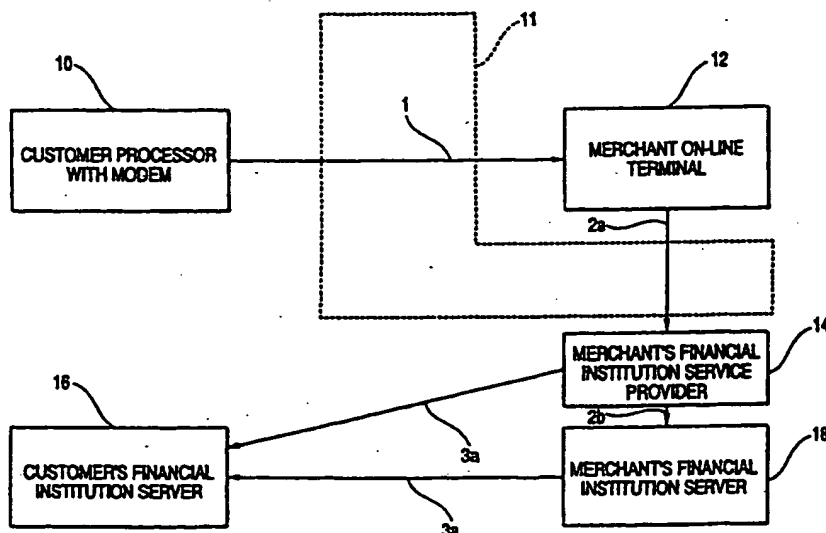 11
10
12
1
CUSTOMER PROCESSOR
WITH MODEM
MERCHANT ON-LINE
TERMINAL
2a
14
MERCHANT'S FINANCIAL
INSTITUTION SERVICE
PROVIDER
16
2b
3a
18
CUSTOMER'S FINANCIAL
INSTITUTION SERVER
MERCHANT'S FINANCIAL
INSTITUTION SERVER
3a